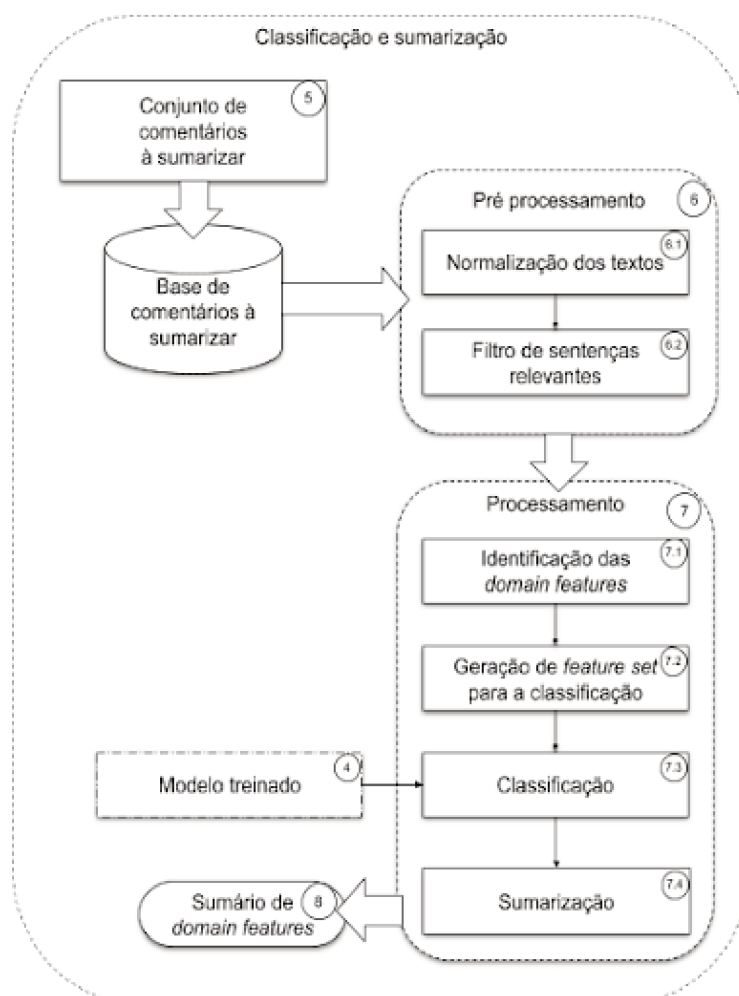 Classificação e sumarização
5
Conjunto de
comentários
à sumarizar
Base de
comentários à
sumarizar
Pré processamento
6
6.1
Normalização dos textos
6.2
Filtro de sentenças
relevantes
Processamento
7
7.1
Identificação das
domain features
7.2
Geração de feature set
para a classificação
4
Modelo treinado
7.3
Classificação
7.4
Sumarização
8
Sumário de
domain features